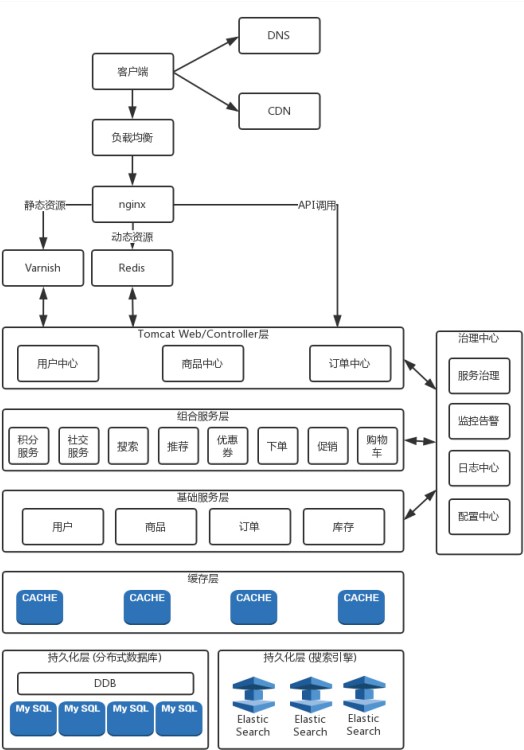 DNS
客户端
CDN
负载均衡
静态资源
nginx
API调用
动态资源
Varnish
Redis
Tomcat Web/Controller层
用户中心
商品中心
订单中心
治理中心
服务治理
监控告警
日志中心
配置中心
组合服务层
积分
服务
社交
服务
搜索
推荐
优惠
券
下单
促销
购物
车
基础服务层
用户
商品
订单
库存
缓存层
CACHE
CACHE
CACHE
CACHE
持久化层 (分布式数据库)
DDB
My SQL
My SQL
My SQL
My SQL
持久化层 (搜索引擎)
Elastic
Search
Elastic
Search
Elastic
Search